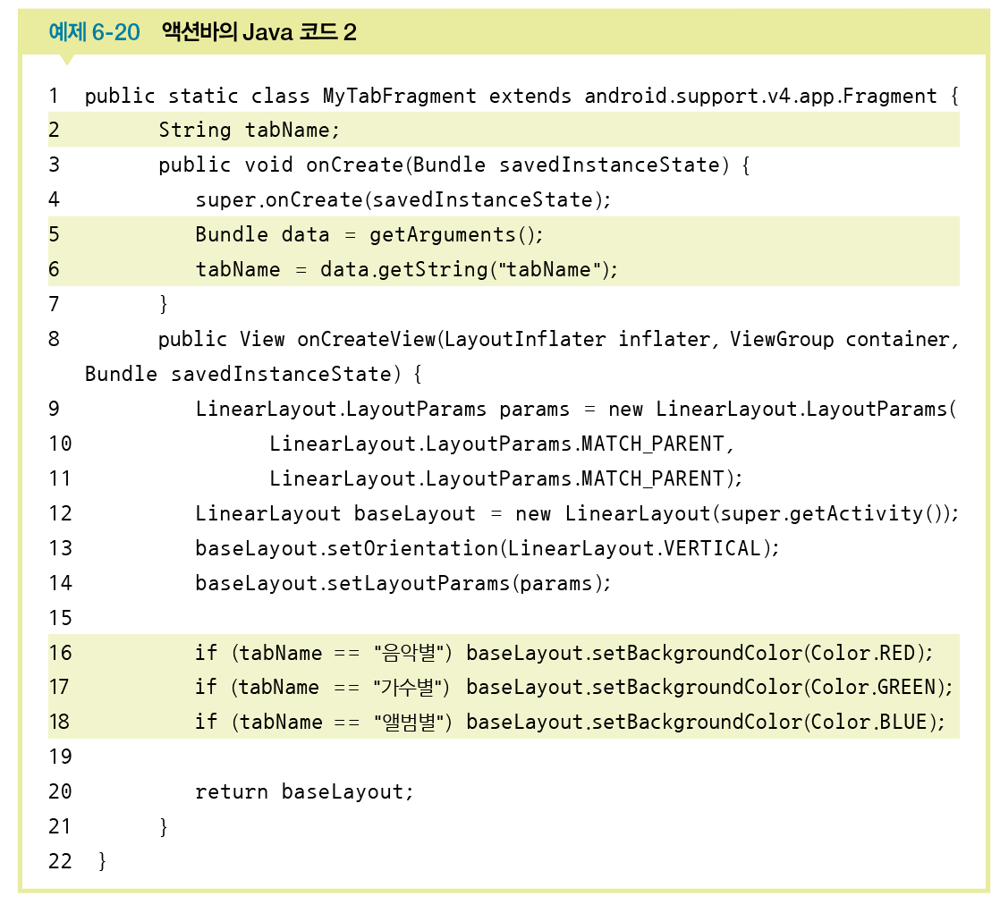 예제 6-20 액션바의 Java 코드 2
1 public static class MyTabFragment extends android.support.v4.app.Fragment {
2 String tabName;
3 public void onCreate(Bundle savedInstanceState) {
4 super.onCreate(savedInstanceState);
5 Bundle data = getArguments();
6 tabName = data.getString("tabName");
7 }
8 public View onCreateView(LayoutInflater inflater, ViewGroup container,
Bundle savedInstanceState) {
9 LinearLayout.LayoutParams params = new LinearLayout.LayoutParams(
10 LinearLayout.LayoutParams.MATCH_PARENT,
11 LinearLayout.LayoutParams.MATCH_PARENT);
12 LinearLayout baseLayout = new LinearLayout(super.getActivity());
13 baseLayout.setOrientation(LinearLayout.VERTICAL);
14 baseLayout.setLayoutParams(params);
15
16 if (tabName == "음악별") baseLayout.setBackgroundColor(Color.RED);
17 if (tabName == "가수별") baseLayout.setBackgroundColor(Color.GREEN);
18 if (tabName == "앨범별") baseLayout.setBackgroundColor(Color.BLUE);
19
20 return baseLayout;
21 }
22 }